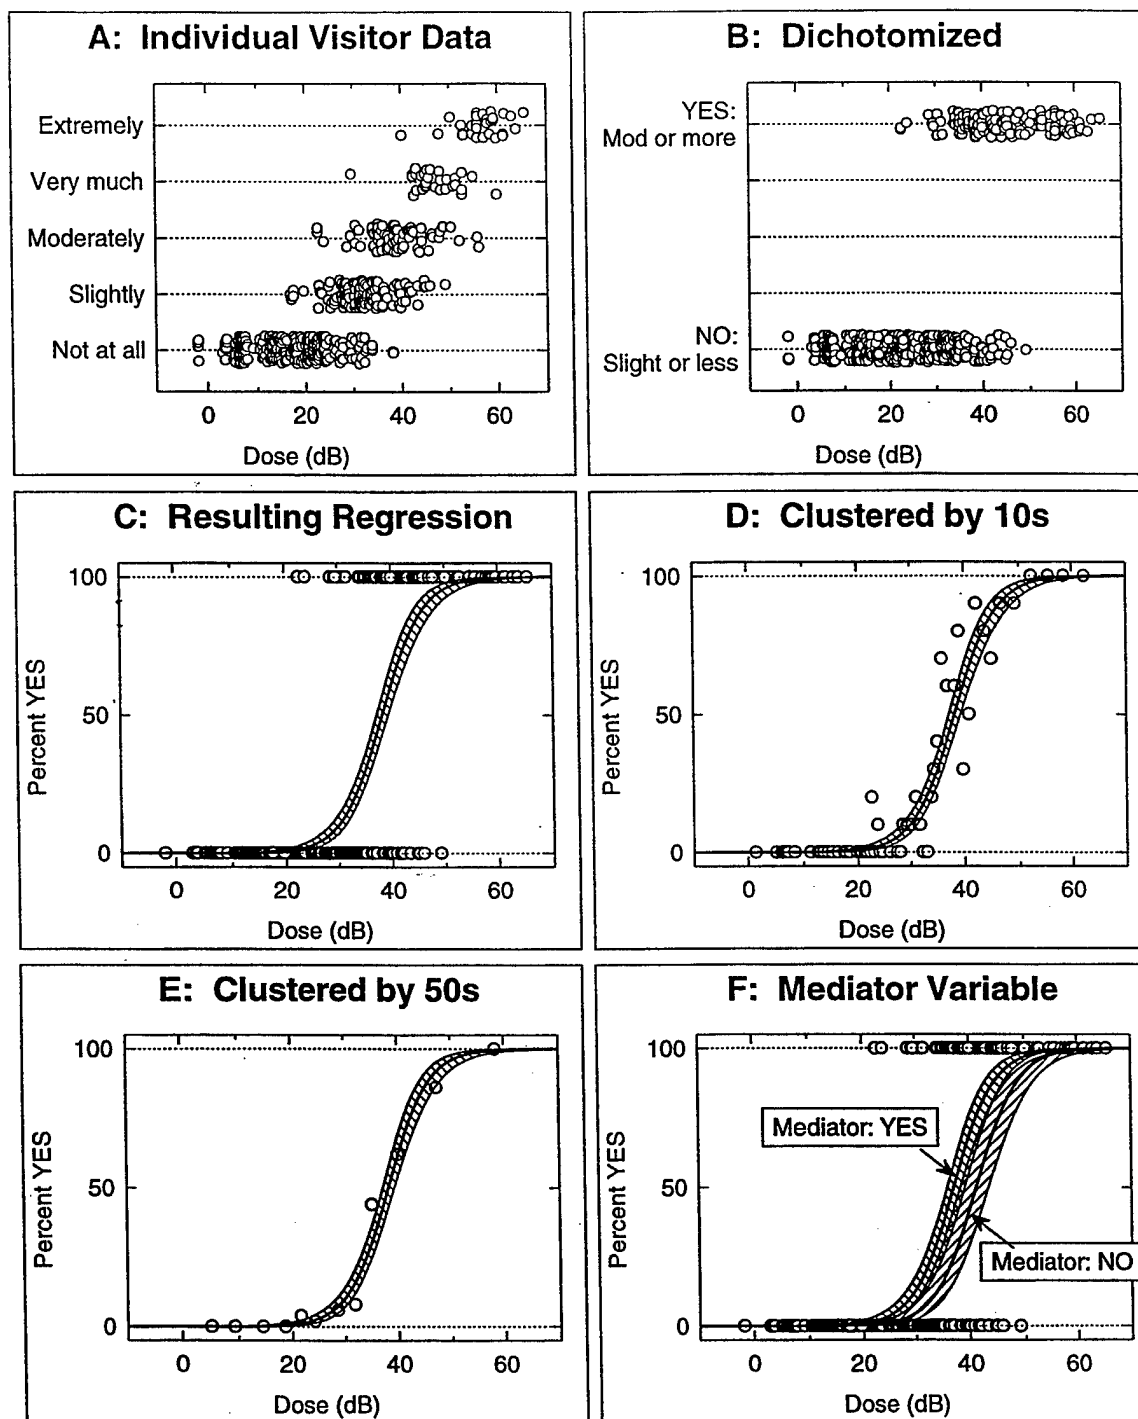 A: Individual Visitor Data
Extremely
Very much
Moderately
Slightly
Not at all
0 20 40 60
Dose (dB)
B: Dichotomized
YES:
Mod or more
NO:
Slight or less
0 20 40 60
Dose (dB)
C: Resulting Regression
Percent YES
100
50
0
0 20 40 60
Dose (dB)
D: Clustered by 10s
Percent YES
100
50
0
0 20 40 60
Dose (dB)
E: Clustered by 50s
Percent YES
100
50
0
0 20 40 60
Dose (dB)
F: Mediator Variable
Percent YES
100
50
0
Mediator: YES
Mediator: NO
0 20 40 60
Dose (dB)